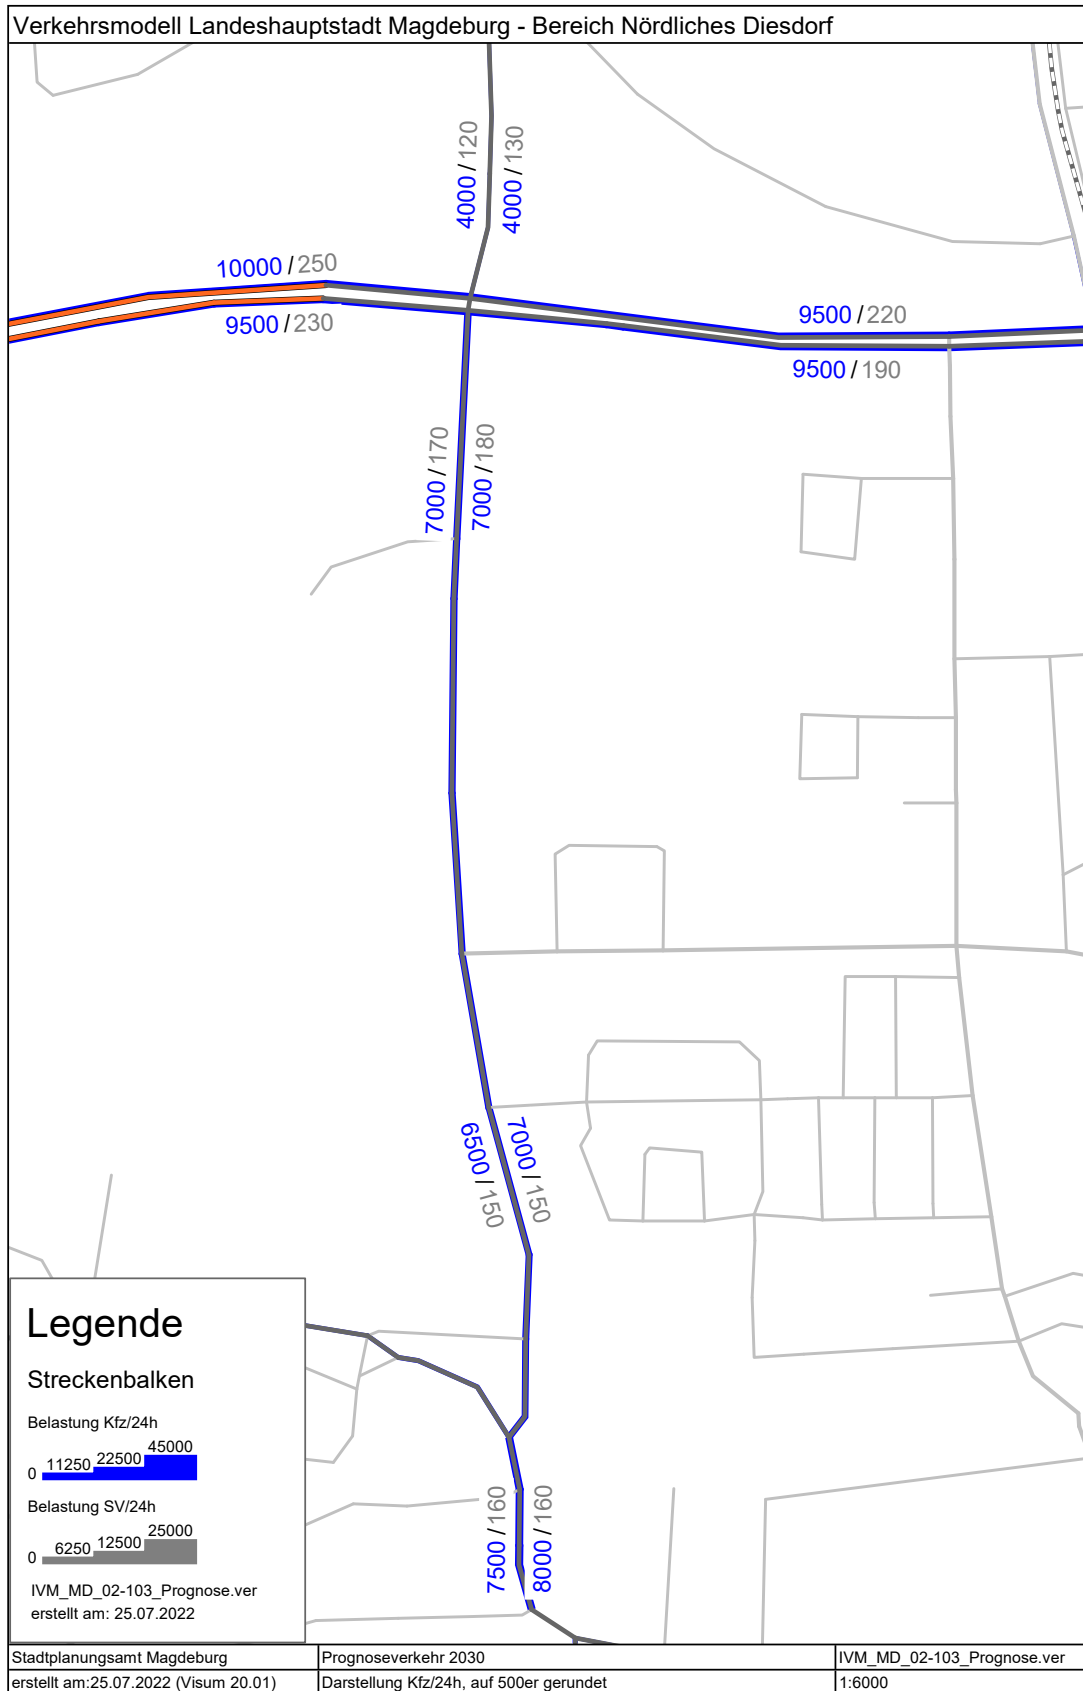 Verkehrsmodell Landeshauptstadt Magdeburg - Bereich Nördliches Diesdorf
4000 / 120
4000 / 130
10000 / 250
9500 / 230
9500 / 220
9500 / 190
7000 / 170
7000 / 180
6500 / 150
7000 / 150
7500 / 160
8000 / 160
Legende
Streckenbalken
Belastung Kfz/24h
0 11250 22500 45000
Belastung SV/24h
0 6250 12500 25000
IVM_MD_02-103_Prognose.ver
erstellt am: 25.07.2022
Stadtplanungsamt Magdeburg
Prognoseverkehr 2030
IVM_MD_02-103_Prognose.ver
erstellt am:25.07.2022 (Visum 20.01)
Darstellung Kfz/24h, auf 500er gerundet
1:6000